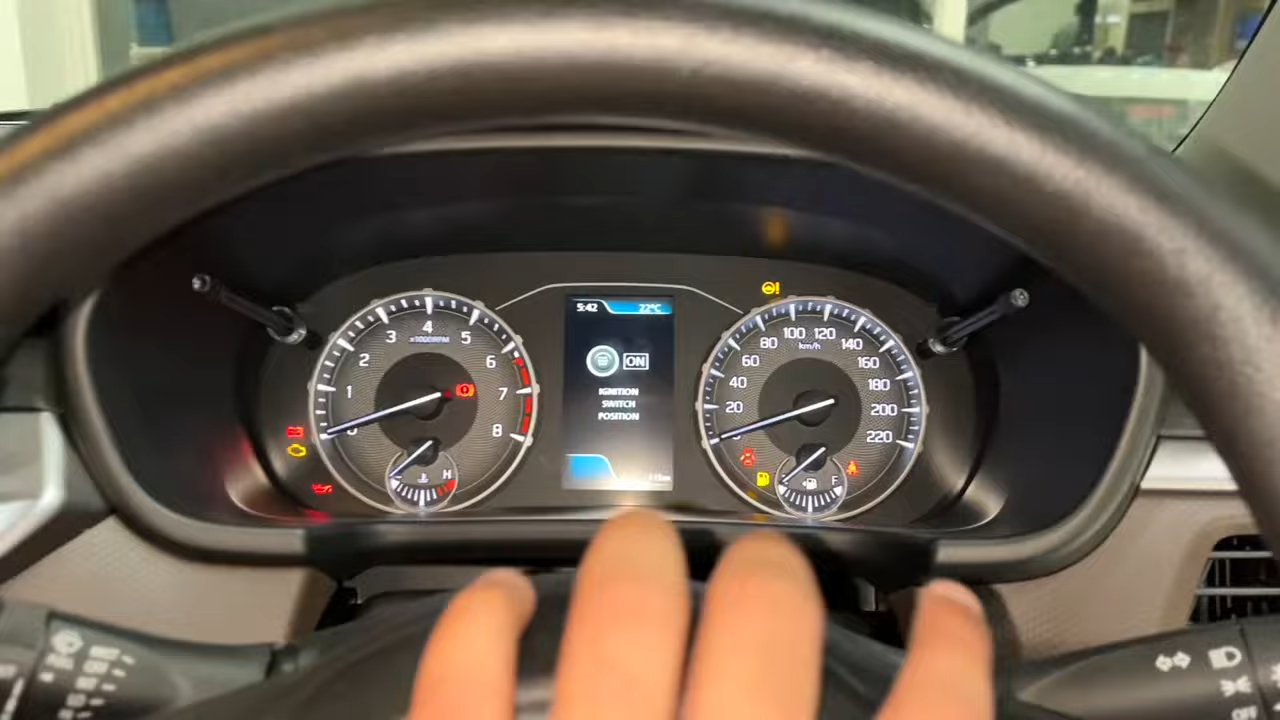 5:42 22°C
ON
IGNITION
SWITCH
POSITION
1 2 3 4 5 6 7 8
x1000RPM
H
20 40 60 80 100 120 140 160 180 200 220
km/h
F
OFF